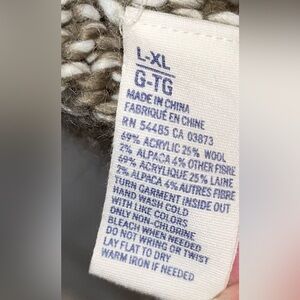 L-XL
G-TG
MADE IN CHINA
FABRIQUÉ EN CHINE
RN 54485 CA 03873
69% ACRYLIC 25% WOOL
2% ALPACA 4% OTHER FIBRE
69% ACRYLIQUE 25% LAINE
2% ALPAGA 4% AUTRES FIBRE
TURN GARMENT INSIDE OUT
HAND WASH COLD
WITH LIKE COLORS
ONLY NON-CHLORINE
BLEACH WHEN NEEDED
DO NOT WRING OR TWIST
LAY FLAT TO DRY
WARM IRON IF NEEDED